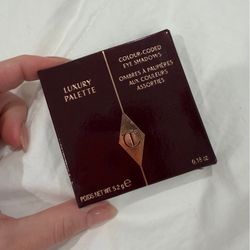 LUXURY
PALETTE
COLOUR-CODED
EYE SHADOWS
OMBRES À PAUPIÈRES
AUX COULEURS
ASSORTIES
POIDS NET WT. 5.2 g e
0.18 oz